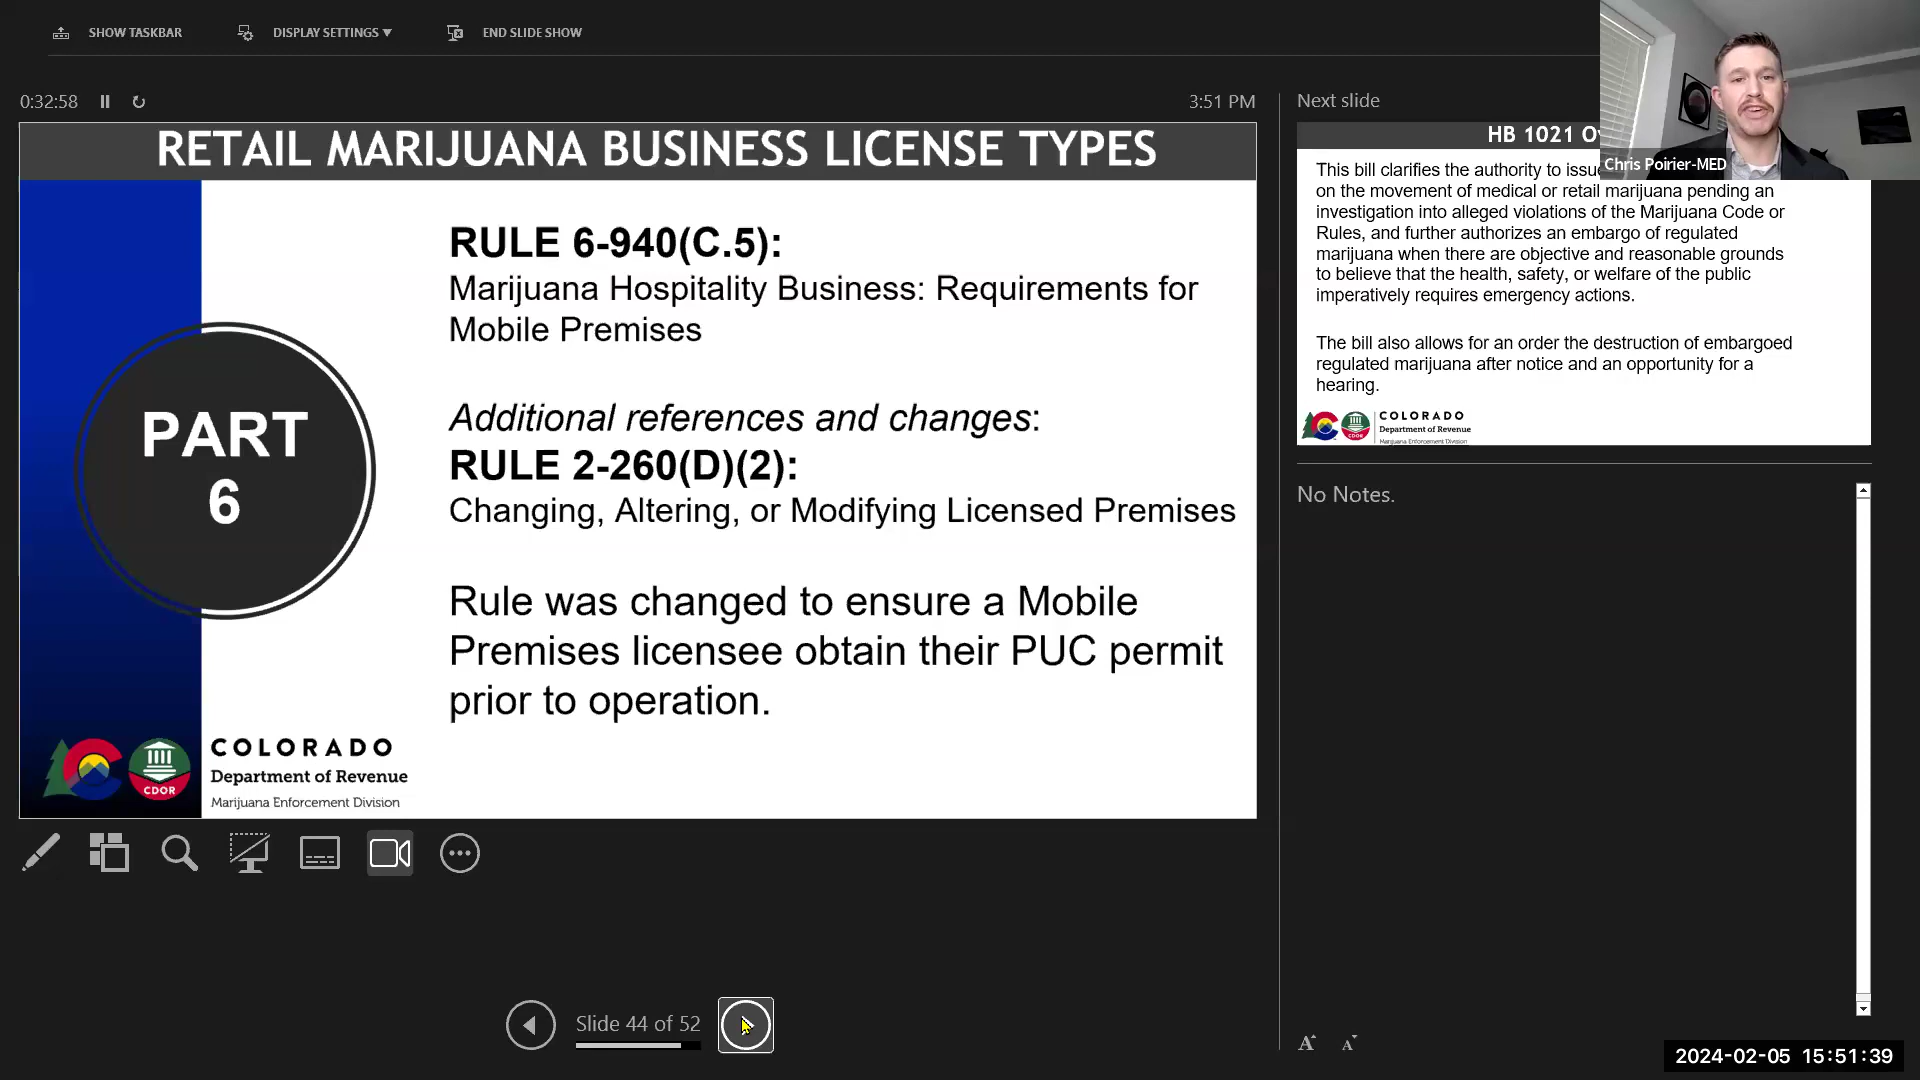 SHOW TASKBAR
DISPLAY SETTINGS
END SLIDE SHOW
0:32:58
3:51 PM
RETAIL MARIJUANA BUSINESS LICENSE TYPES
PART
6
RULE 6-940(C.5):
Marijuana Hospitality Business: Requirements for
Mobile Premises
Additional references and changes:
RULE 2-260(D)(2):
Changing, Altering, or Modifying Licensed Premises
Rule was changed to ensure a Mobile
Premises licensee obtain their PUC permit
prior to operation.
CDOR
COLORADO
Department of Revenue
Marijuana Enforcement Division
Slide 44 of 52
Next slide
HB 1021
This bill clarifies the authority to issue
on the movement of medical or retail marijuana pending an
investigation into alleged violations of the Marijuana Code or
Rules, and further authorizes an embargo of regulated
marijuana when there are objective and reasonable grounds
to believe that the health, safety, or welfare of the public
imperatively requires emergency actions.
The bill also allows for an order the destruction of embargoed
regulated marijuana after notice and an opportunity for a
hearing.
CDOR
COLORADO
Department of Revenue
Marijuana Enforcement Division
Chris Poirier-MED
No Notes.
A A
2024-02-05 15:51:39